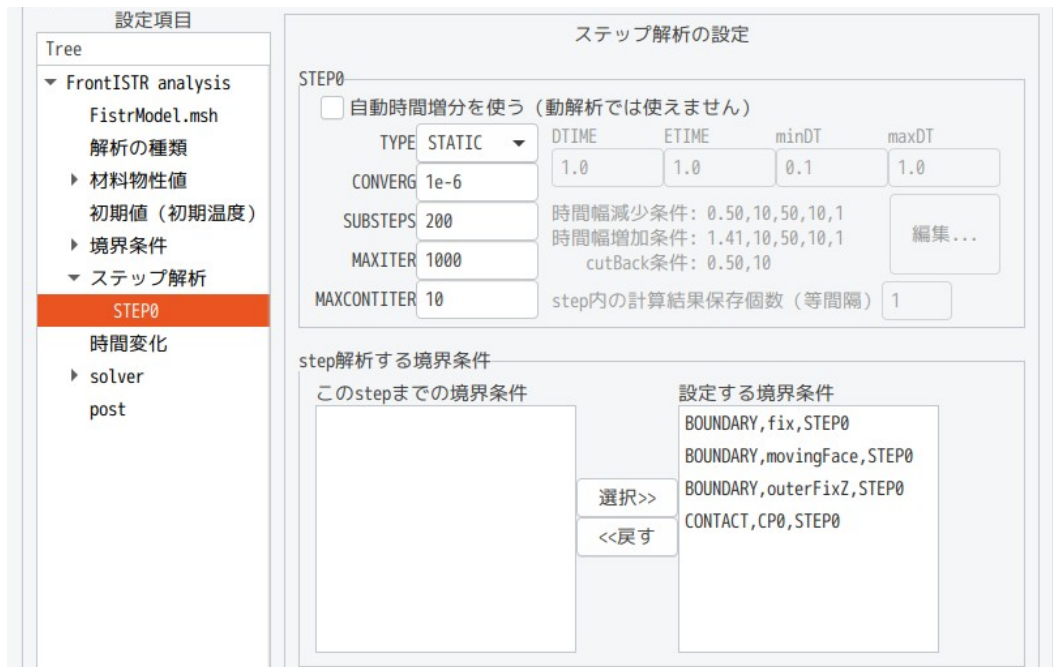 設定項目
Tree
FrontISTR analysis
FistrModel.msh
解析の種類
材料物性値
初期値（初期温度）
境界条件
ステップ解析
STEP0
時間変化
solver
post
ステップ解析の設定
STEP0
自動時間増分を使う（動解析では使えません）
TYPE STATIC
CONVERG 1e-6
SUBSTEPS 200
MAXITER 1000
MAXCONTITER 10
DTIME ETIME minDT maxDT
1.0 1.0 0.1 1.0
時間幅減少条件: 0.50,10,50,10,1
時間幅増加条件: 1.41,10,50,10,1
cutBack条件: 0.50,10
編集...
step内の計算結果保存個数（等間隔） 1
step解析する境界条件
このstepまでの境界条件
選択>>
<<戻す
設定する境界条件
BOUNDARY,fix,STEP0
BOUNDARY,movingFace,STEP0
BOUNDARY,outerFixZ,STEP0
CONTACT,CP0,STEP0